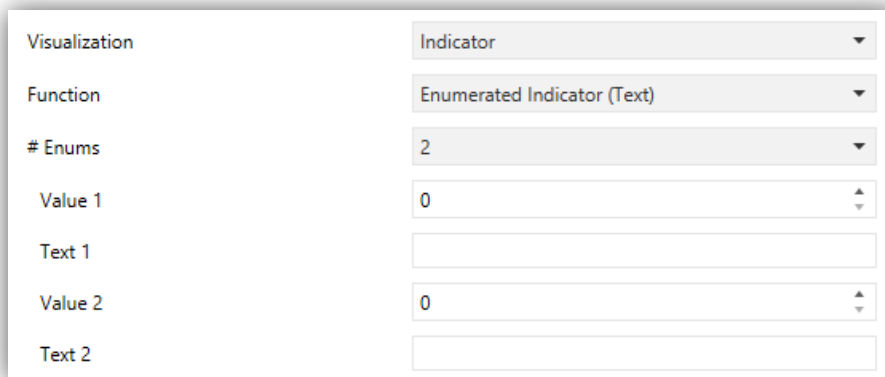 Visualization Indicator
Function Enumerated Indicator (Text)
# Enums 2
Value 1 0
Text 1
Value 2 0
Text 2